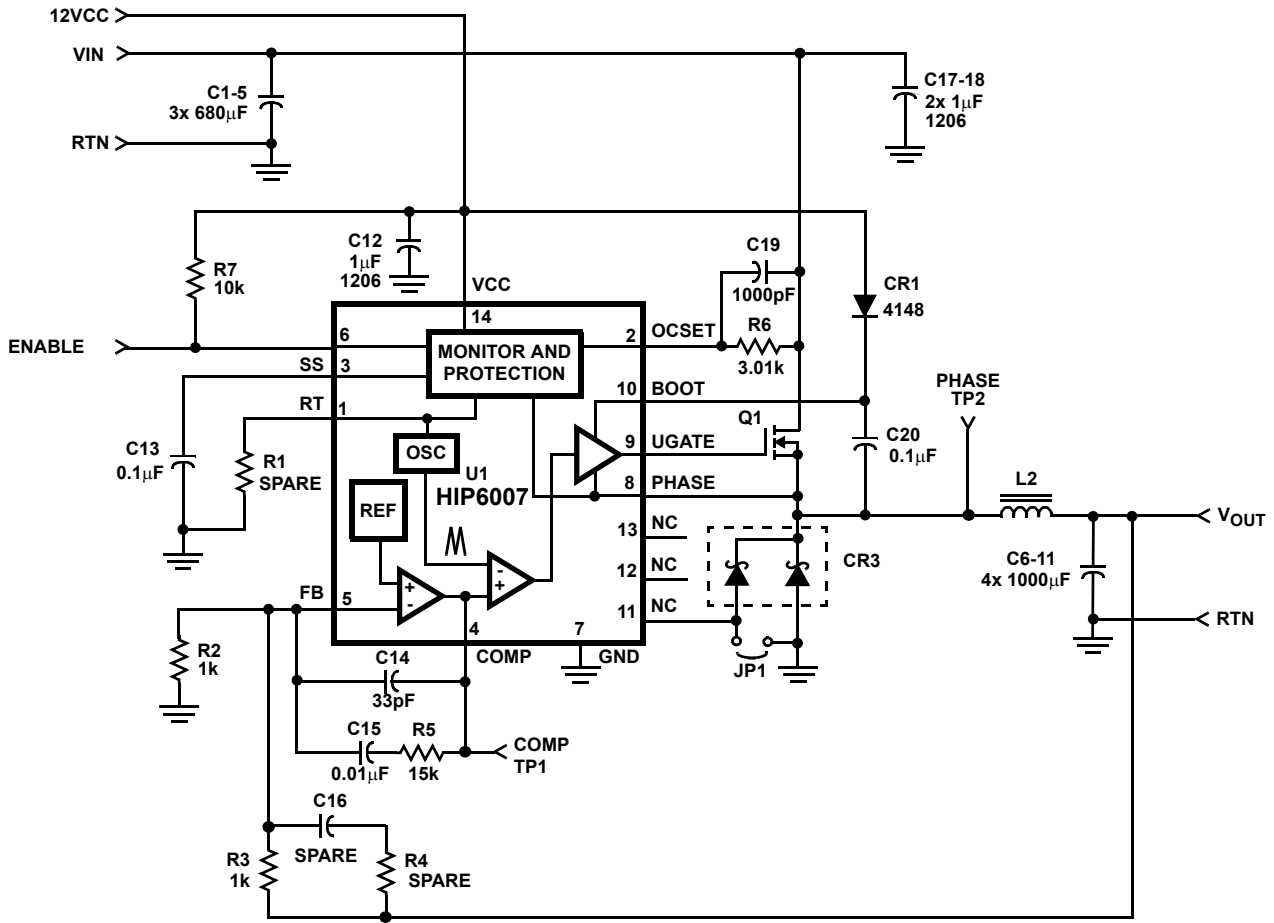 12VCC
VIN
C1-5
3x 680µF
RTN
C17-18
2x 1µF
1206
C12
1µF
1206
R7
10k
VCC
14
C19
1000pF
CR1
4148
ENABLE
6
MONITOR AND
PROTECTION
2
OCSET
R6
3.01k
SS
3
PHASE
TP2
10
BOOT
RT
1
Q1
C13
0.1µF
R1
SPARE
OSC
U1
HIP6007
9
UGATE
C20
0.1µF
REF
8
PHASE
L2
VOUT
13
NC
CR3
12
NC
C6-11
4x 1000µF
FB
5
+
-
-
+
11
NC
RTN
R2
1k
4
COMP
7
GND
JP1
C14
33pF
C15
0.01µF
R5
15k
COMP
TP1
C16
SPARE
R3
1k
R4
SPARE